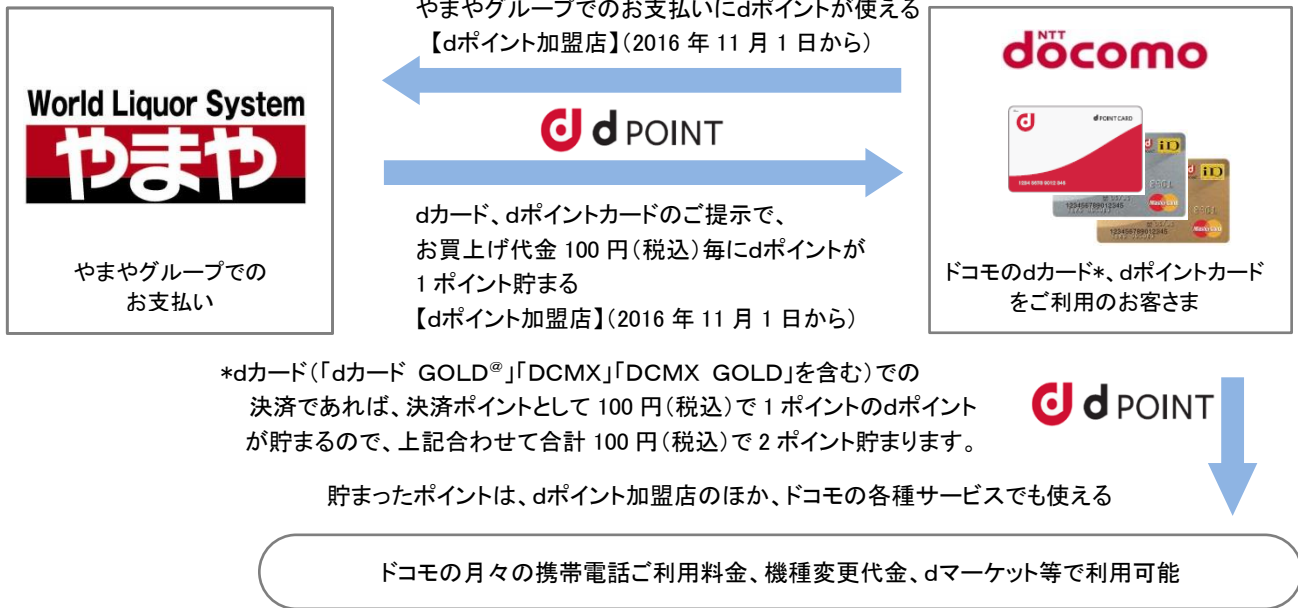 やまやグループでのお支払いにdポイントが使える
【dポイント加盟店】(2016 年 11 月 1 日から)
World Liquor System
やまや
やまやグループでの
お支払い
d d POINT
dカード、dポイントカードのご提示で、
お買上げ代金 100 円(税込)毎にdポイントが
1 ポイント貯まる
【dポイント加盟店】(2016 年 11 月 1 日から)
NTT
döcomo
d d POINT CARD
1234 5678 9012 345
iD
123456789012345
MasterCard
iD
123456789012345
MasterCard
ドコモのdカード*、dポイントカード
をご利用のお客さま
*dカード(「dカード GOLD@」「DCMX」「DCMX GOLD」を含む)での
決済であれば、決済ポイントとして 100 円(税込)で 1 ポイントのdポイント
が貯まるので、上記合わせて合計 100 円(税込)で 2 ポイント貯まります。
d d POINT
貯まったポイントは、dポイント加盟店のほか、ドコモの各種サービスでも使える
ドコモの月々の携帯電話ご利用料金、機種変更代金、dマーケット等で利用可能